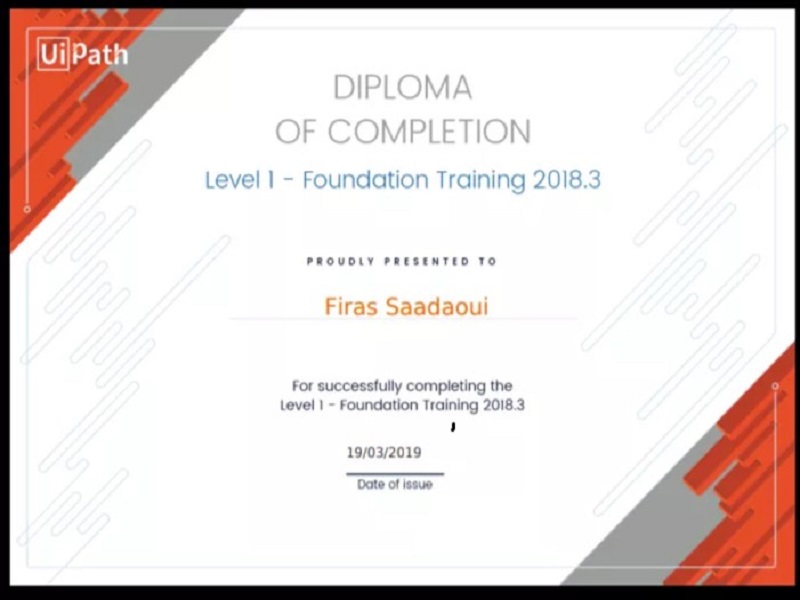 UiPath
DIPLOMA
OF COMPLETION
Level 1 - Foundation Training 2018.3
PROUDLY PRESENTED TO
Firas Saadaoui
For successfully completing the
Level 1 - Foundation Training 2018.3
19/03/2019
Date of issue